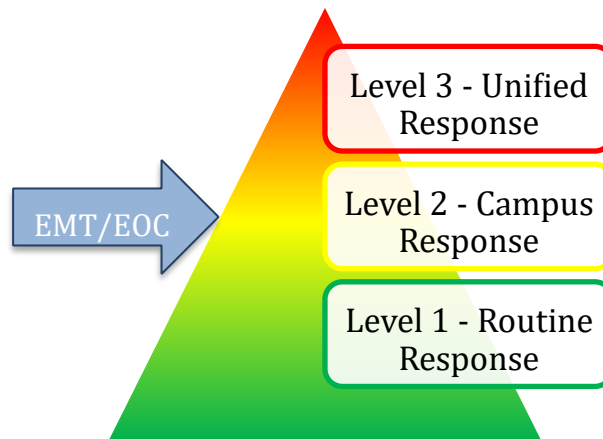 Level 3 - Unified
Response
EMT/EOC
Level 2 - Campus
Response
Level 1 - Routine
Response